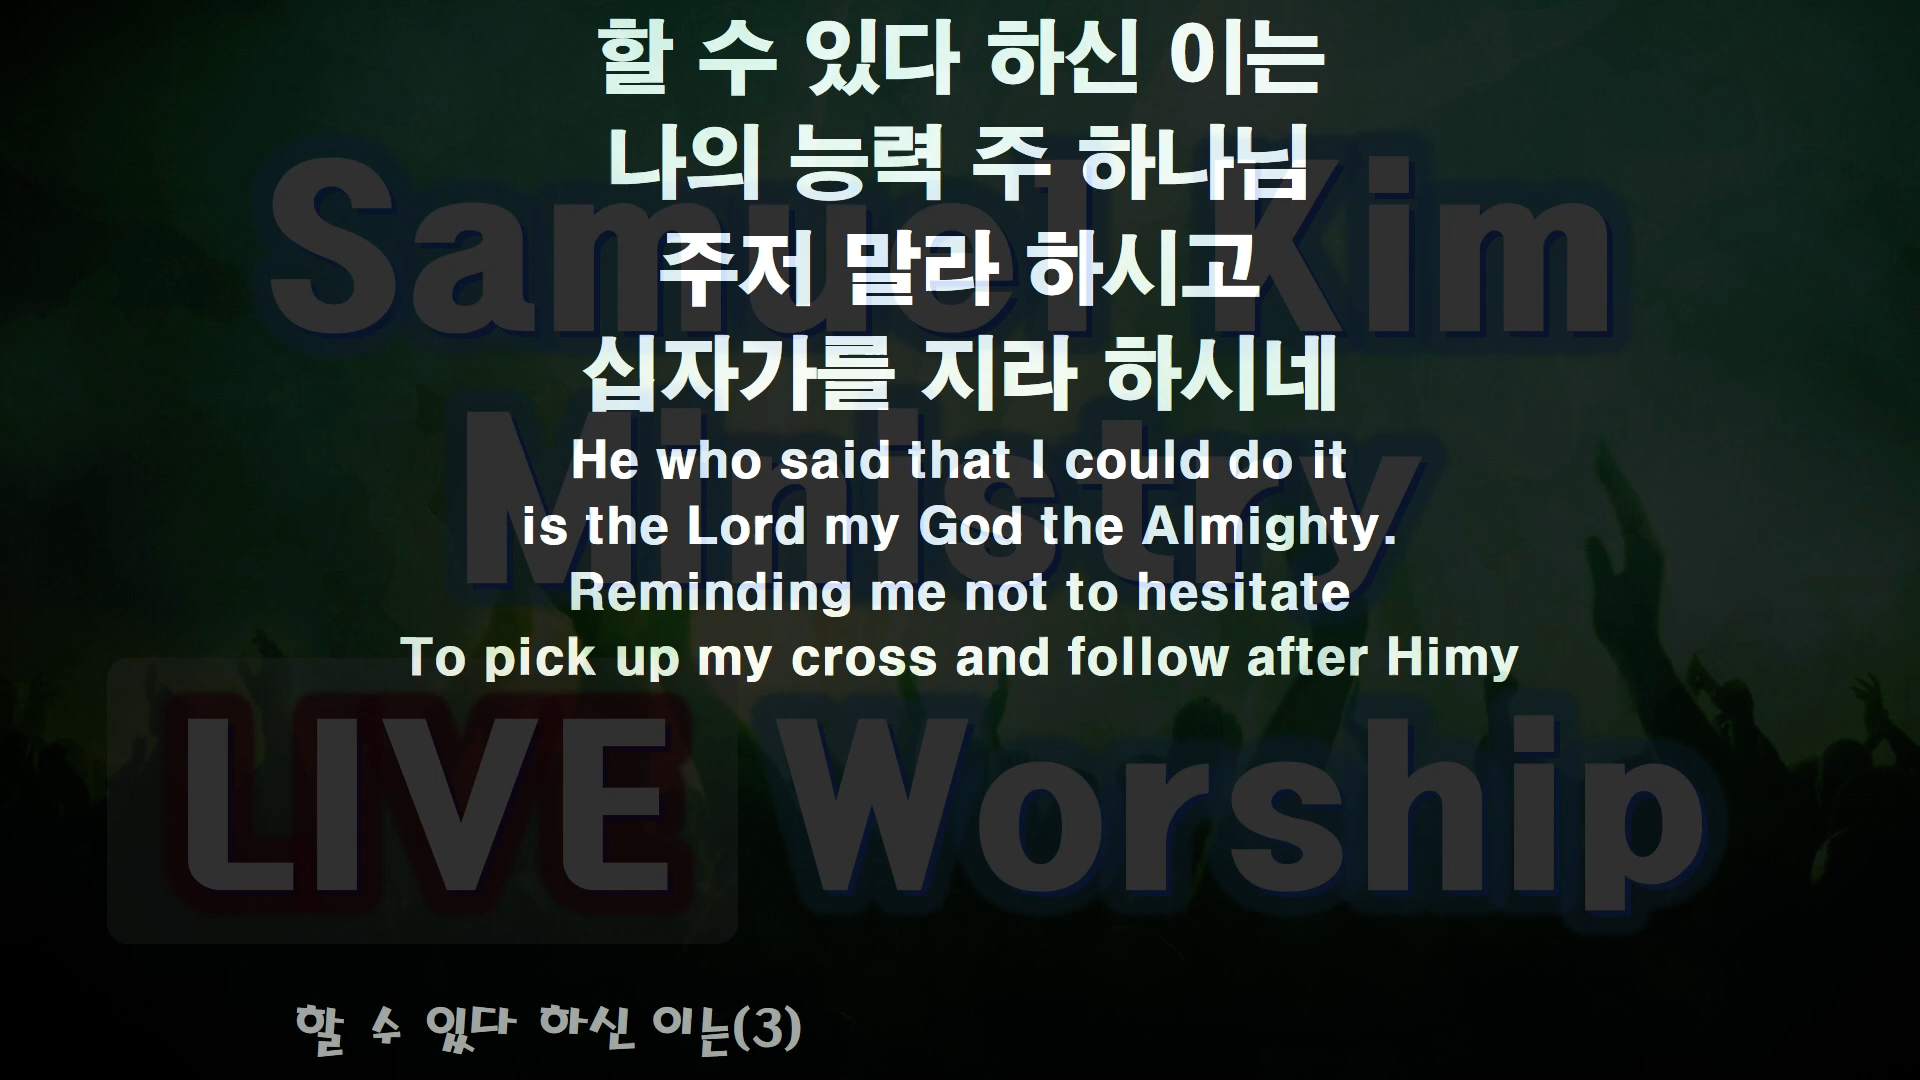 할 수 있다 하신 이는
나의 능력 주 하나님
주저 말라 하시고
십자가를 지라 하시네
He who said that I could do it
is the Lord my God the Almighty.
Reminding me not to hesitate
To pick up my cross and follow after Himy
Samuel Kim
Ministry
LIVE Worship
할 수 있다 하신 이는(3)